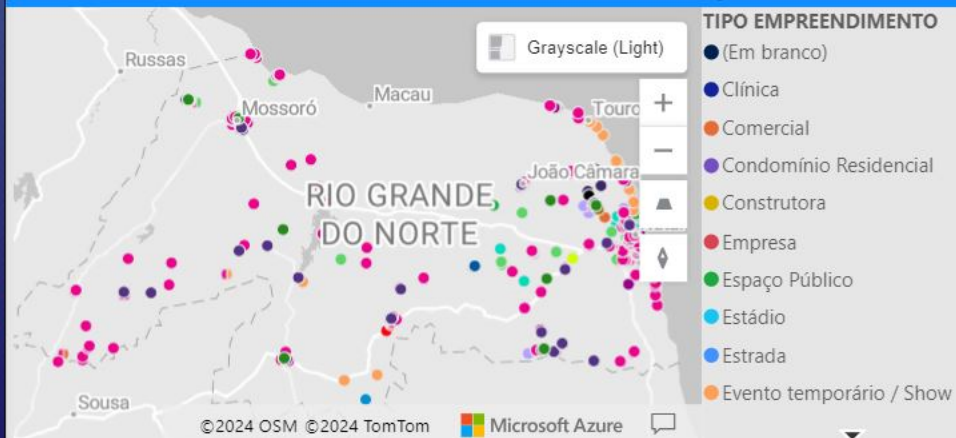 Grayscale (Light)
Russas
Macau
Mossoró
Touro
João Câmara
RIO GRANDE
DO NORTE
Sousa
©2024 OSM ©2024 TomTom
Microsoft Azure
TIPO EMPREENDIMENTO
(Em branco)
Clínica
Comercial
Condomínio Residencial
Construtora
Empresa
Espaço Público
Estádio
Estrada
Evento temporário / Show